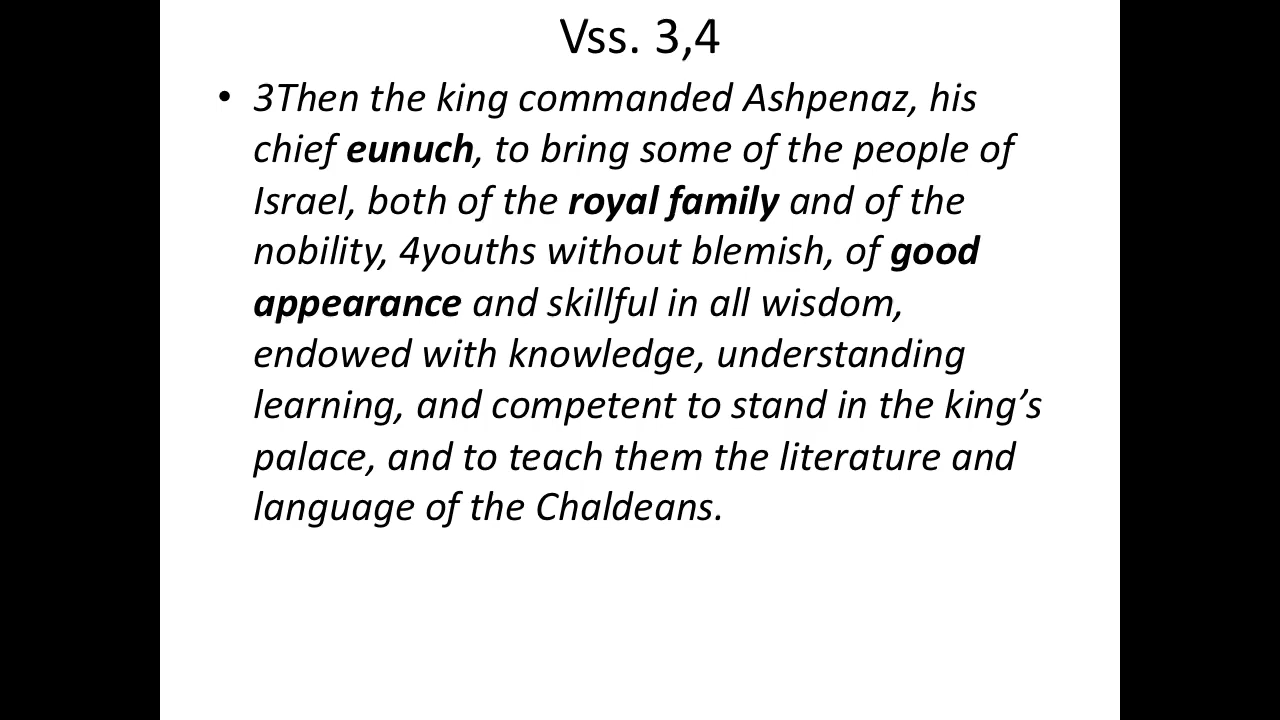 Vss. 3,4
• 3Then the king commanded Ashpenaz, his
chief eunuch, to bring some of the people of
Israel, both of the royal family and of the
nobility, 4youths without blemish, of good
appearance and skillful in all wisdom,
endowed with knowledge, understanding
learning, and competent to stand in the king’s
palace, and to teach them the literature and
language of the Chaldeans.